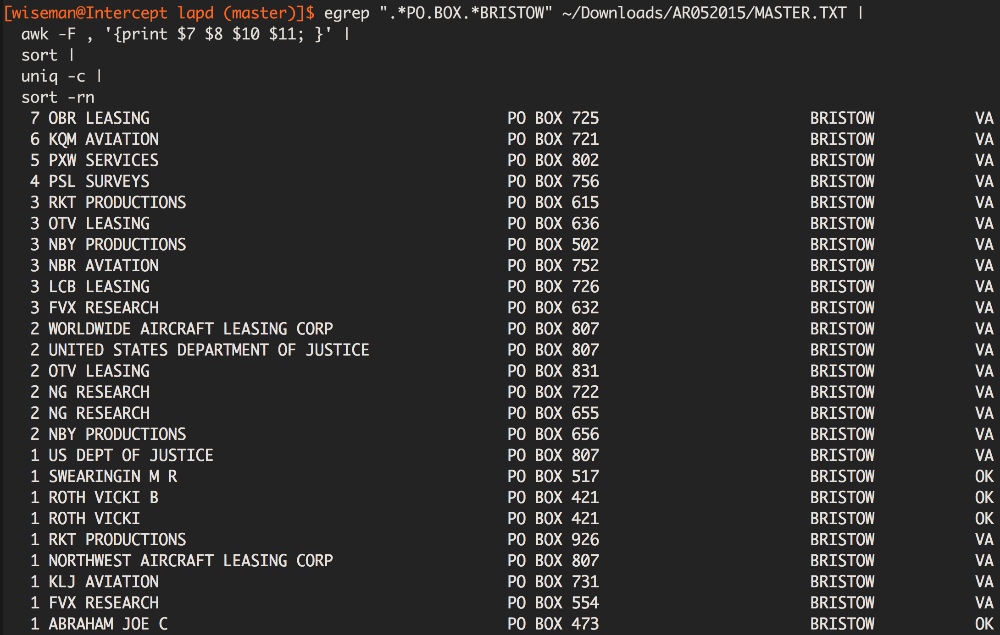 [wiseman@Intercept lapd (master)]$ egrep ".*PO.BOX.*BRISTOW" ~/Downloads/AR052015/MASTER.TXT |
awk -F , '{print $7 $8 $10 $11; }' |
sort |
uniq -c |
sort -rn
7 OBR LEASING PO BOX 725 BRISTOW VA
6 KQM AVIATION PO BOX 721 BRISTOW VA
5 PXW SERVICES PO BOX 802 BRISTOW VA
4 PSL SURVEYS PO BOX 756 BRISTOW VA
3 RKT PRODUCTIONS PO BOX 615 BRISTOW VA
3 OTV LEASING PO BOX 636 BRISTOW VA
3 NBY PRODUCTIONS PO BOX 502 BRISTOW VA
3 NBR AVIATION PO BOX 752 BRISTOW VA
3 LCB LEASING PO BOX 726 BRISTOW VA
3 FVX RESEARCH PO BOX 632 BRISTOW VA
2 WORLDWIDE AIRCRAFT LEASING CORP PO BOX 807 BRISTOW VA
2 UNITED STATES DEPARTMENT OF JUSTICE PO BOX 807 BRISTOW VA
2 OTV LEASING PO BOX 831 BRISTOW VA
2 NG RESEARCH PO BOX 722 BRISTOW VA
2 NG RESEARCH PO BOX 655 BRISTOW VA
2 NBY PRODUCTIONS PO BOX 656 BRISTOW VA
1 US DEPT OF JUSTICE PO BOX 807 BRISTOW VA
1 SWEARINGIN M R PO BOX 517 BRISTOW OK
1 ROTH VICKI B PO BOX 421 BRISTOW OK
1 ROTH VICKI PO BOX 421 BRISTOW OK
1 RKT PRODUCTIONS PO BOX 926 BRISTOW VA
1 NORTHWEST AIRCRAFT LEASING CORP PO BOX 807 BRISTOW VA
1 KLJ AVIATION PO BOX 731 BRISTOW VA
1 FVX RESEARCH PO BOX 554 BRISTOW VA
1 ABRAHAM JOE C PO BOX 473 BRISTOW OK